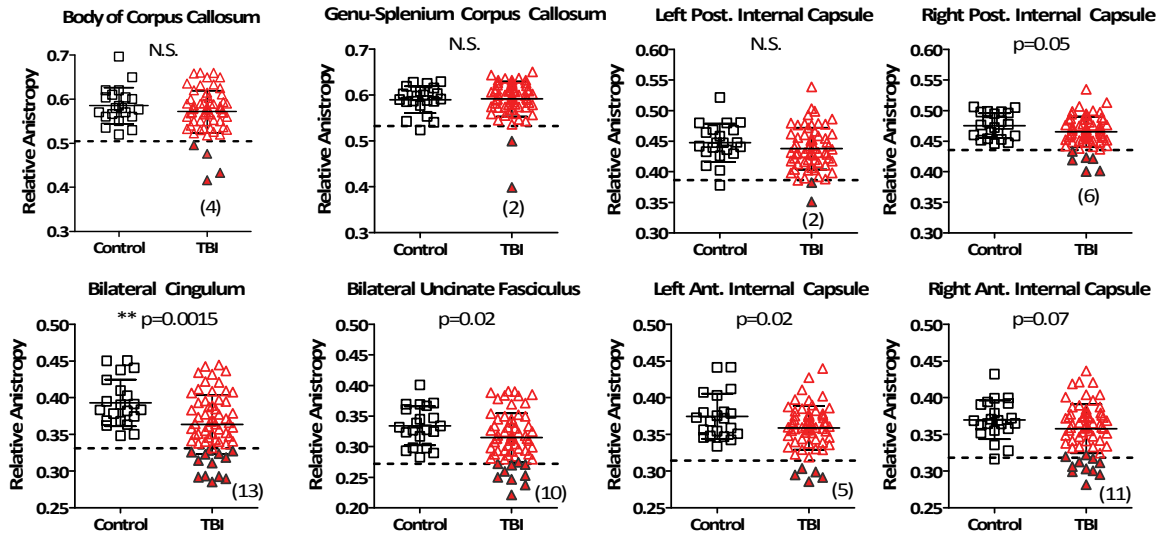 Body of Corpus Callosum
N.S.
Relative Anistropy
0.8
0.7
0.6
0.5
0.4
0.3
(4)
Control
TBI
Genu-Splenium Corpus Callosum
N.S.
Relative Anistropy
0.8
0.7
0.6
0.5
0.4
0.3
(2)
Control
TBI
Left Post. Internal Capsule
N.S.
Relative Anistropy
0.60
0.55
0.50
0.45
0.40
0.35
0.30
(2)
Control
TBI
Right Post. Internal Capsule
p=0.05
Relative Anistropy
0.60
0.55
0.50
0.45
0.40
0.35
0.30
(6)
Control
TBI
Bilateral Cingulum
** p=0.0015
Relative Anistropy
0.50
0.45
0.40
0.35
0.30
0.25
(13)
Control
TBI
Bilateral Uncinate Fasciculus
p=0.02
Relative Anistropy
0.50
0.45
0.40
0.35
0.30
0.25
0.20
(10)
Control
TBI
Left Ant. Internal Capsule
p=0.02
Relative Anistropy
0.50
0.45
0.40
0.35
0.30
0.25
(5)
Control
TBI
Right Ant. Internal Capsule
p=0.07
Relative Anistropy
0.50
0.45
0.40
0.35
0.30
0.25
(11)
Control
TBI